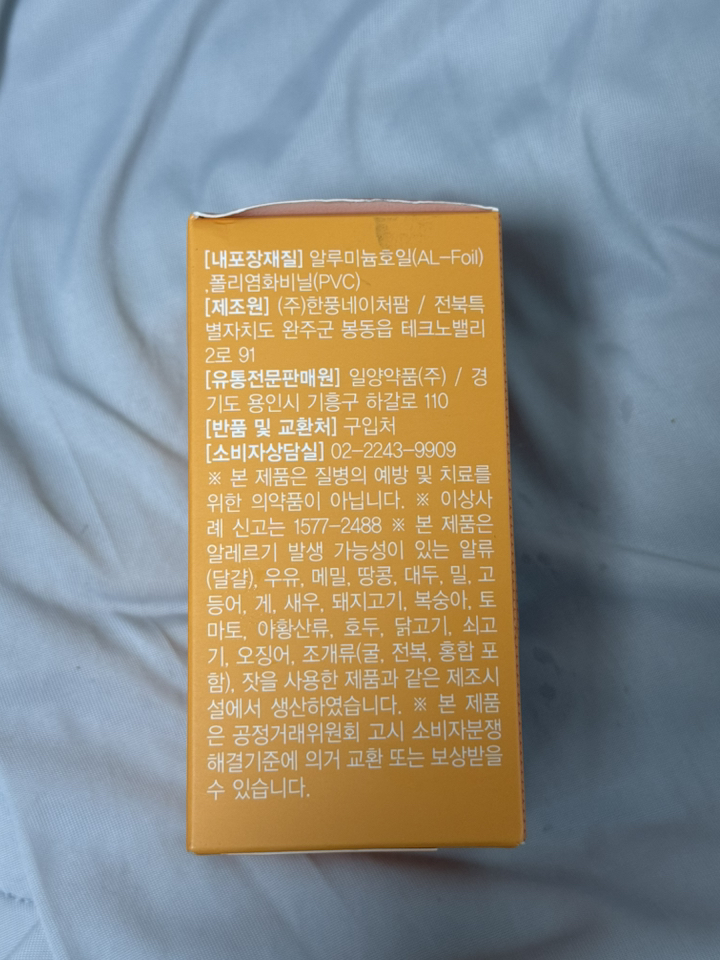 [내포장재질] 알루미늄호일(AL-Foil)
,폴리염화비닐(PVC)
[제조원] (주)한풍네이처팜 / 전북특
별자치도 완주군 봉동읍 테크노밸리
2로 91
[유통전문판매원] 일양약품(주) / 경
기도 용인시 기흥구 하갈로 110
[반품 및 교환처] 구입처
[소비자상담실] 02-2243-9909
※ 본 제품은 질병의 예방 및 치료를
위한 의약품이 아닙니다. ※ 이상사
례 신고는 1577-2488 ※ 본 제품은
알레르기 발생 가능성이 있는 알류
(달걀), 우유, 메밀, 땅콩, 대두, 밀, 고
등어, 게, 새우, 돼지고기, 복숭아, 토
마토, 아황산류, 호두, 닭고기, 쇠고
기, 오징어, 조개류(굴, 전복, 홍합 포
함), 잣을 사용한 제품과 같은 제조시
설에서 생산하였습니다. ※ 본 제품
은 공정거래위원회 고시 소비자분쟁
해결기준에 의거 교환 또는 보상받을
수 있습니다.